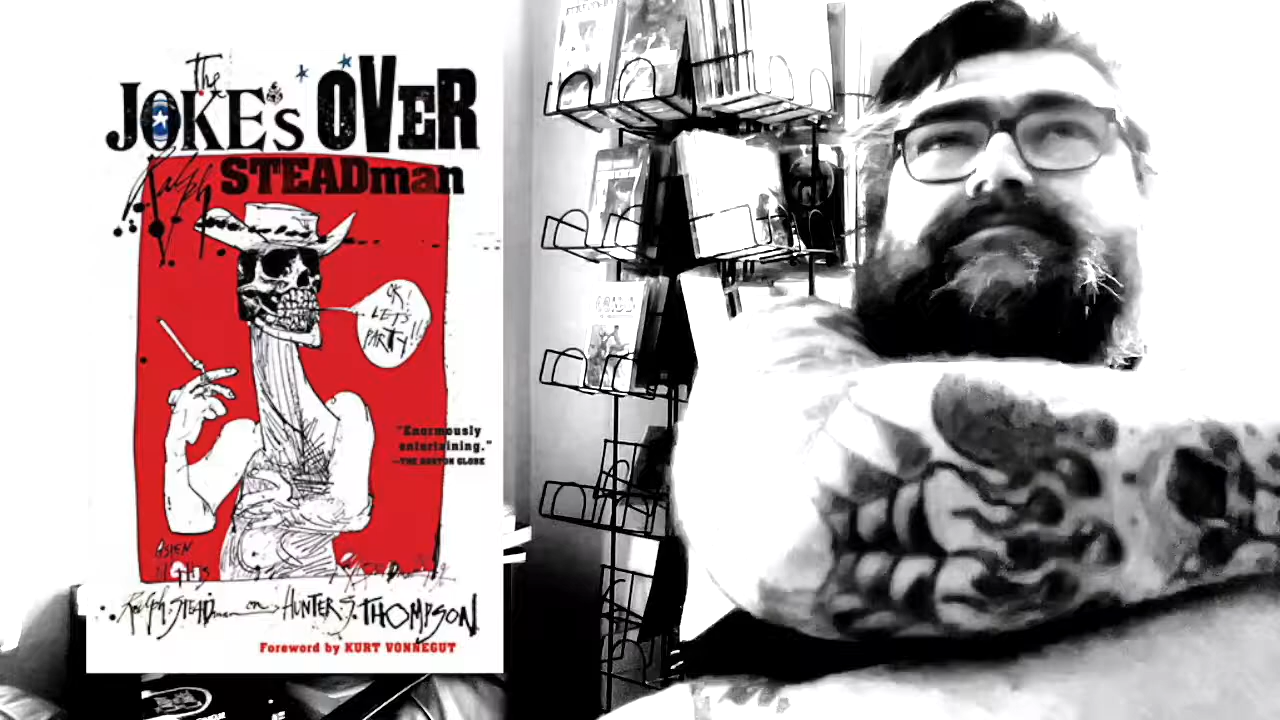 The
JOKE's OVER
Ralph STEADman
OK!
LET'S
PARTY!!!
"Enormously
entertaining."
—THE BOSTON GLOBE
Ralph STEADman on HUNTER S. THOMPSON
Foreword by KURT VONNEGUT